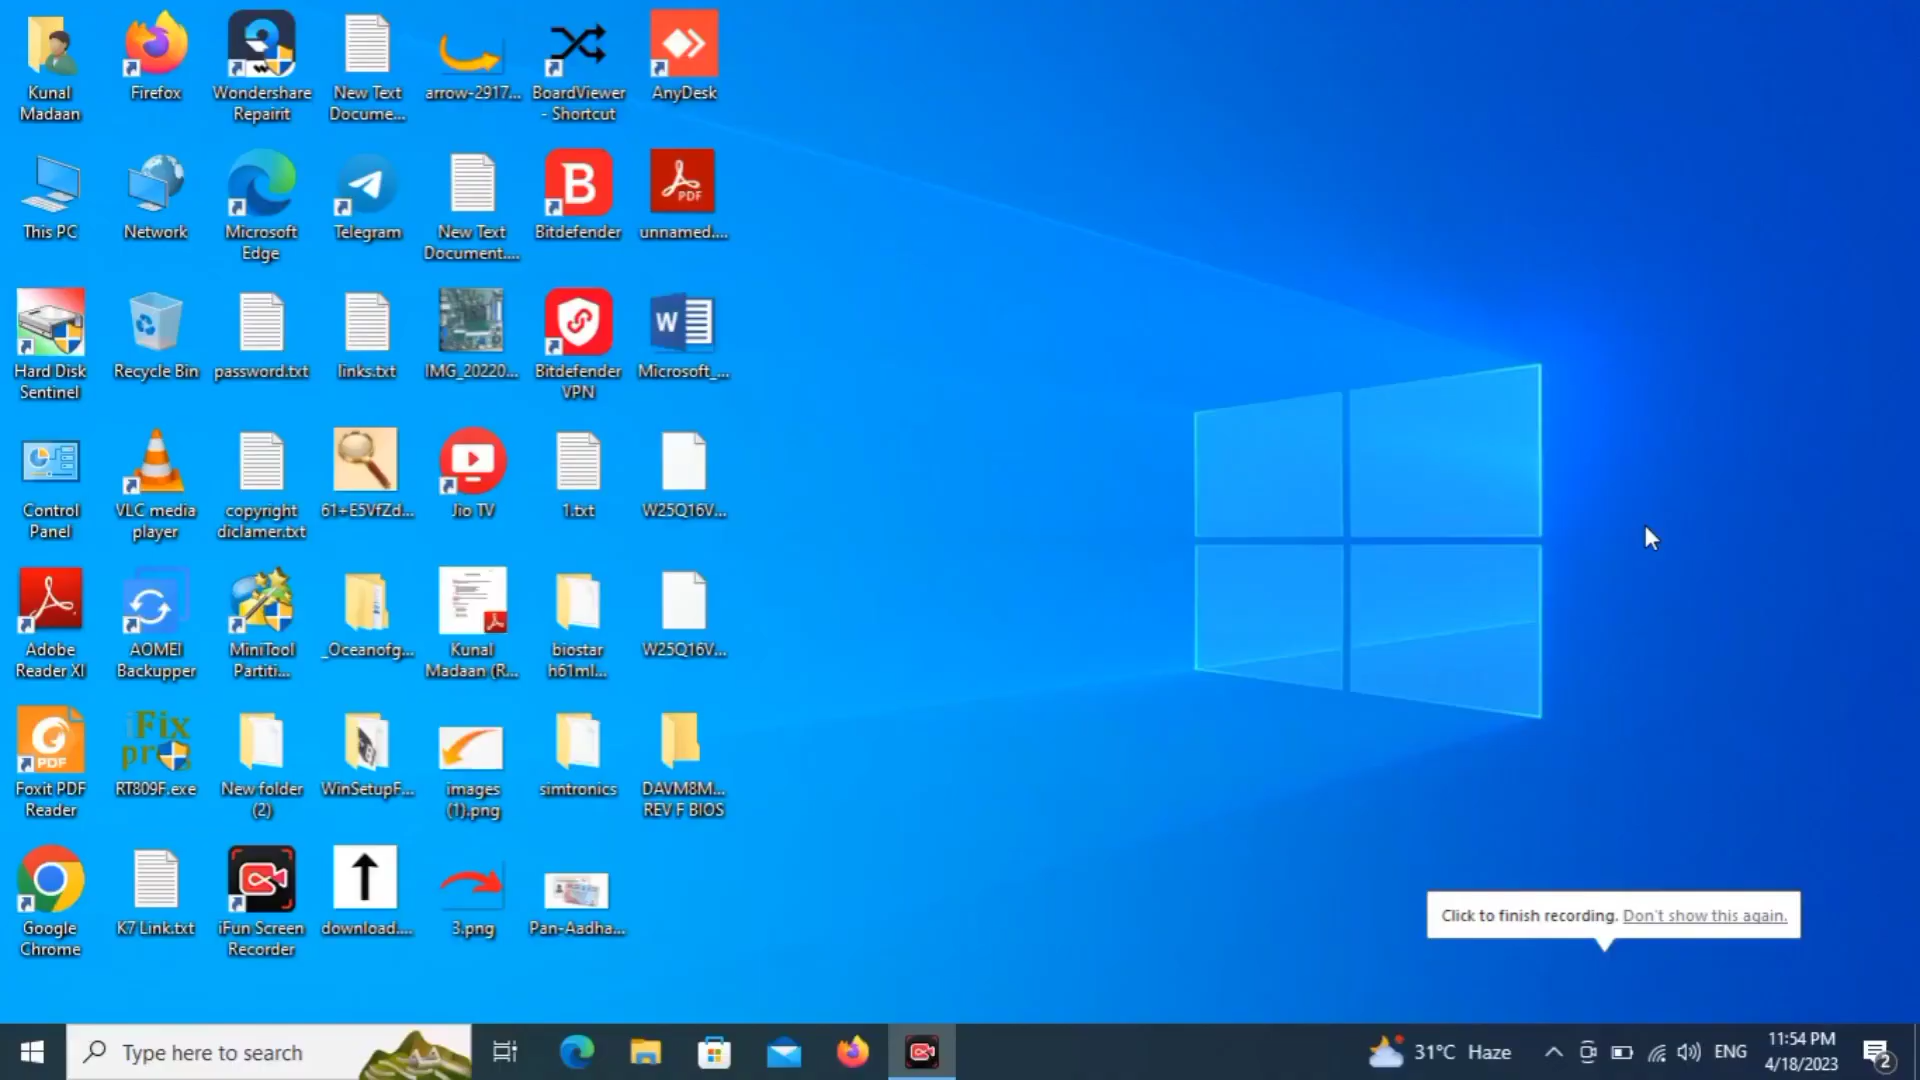 Kunal
Madaan
Firefox
Wondershare
Repairit
New Text
Docume...
arrow-2917...
BoardViewer
- Shortcut
AnyDesk
This PC
Network
Microsoft
Edge
Telegram
New Text
Document....
B
Bitdefender
PDF
unnamed....
Hard Disk
Sentinel
Recycle Bin
password.txt
links.txt
IMG_20220...
Bitdefender
VPN
W
Microsoft_...
Control
Panel
VLC media
player
copyright
diclamer.txt
61+E5VfZd...
Jio TV
1.txt
W25Q16V...
Adobe
Reader XI
AOMEI
Backupper
MiniTool
Partiti...
_Oceanofg...
Kunal
Madaan (R...
biostar
h61ml...
W25Q16V...
PDF
Foxit PDF
Reader
iFix
pr
RT809F.exe
New folder
(2)
WinSetupF...
images
(1).png
simtronics
DAVM8M...
REV F BIOS
Google
Chrome
K7 Link.txt
iFun Screen
Recorder
download....
3.png
Pan-Aadha...
Click to finish recording. Don't show this again.
Type here to search
31°C Haze
ENG
11:54 PM
4/18/2023
2